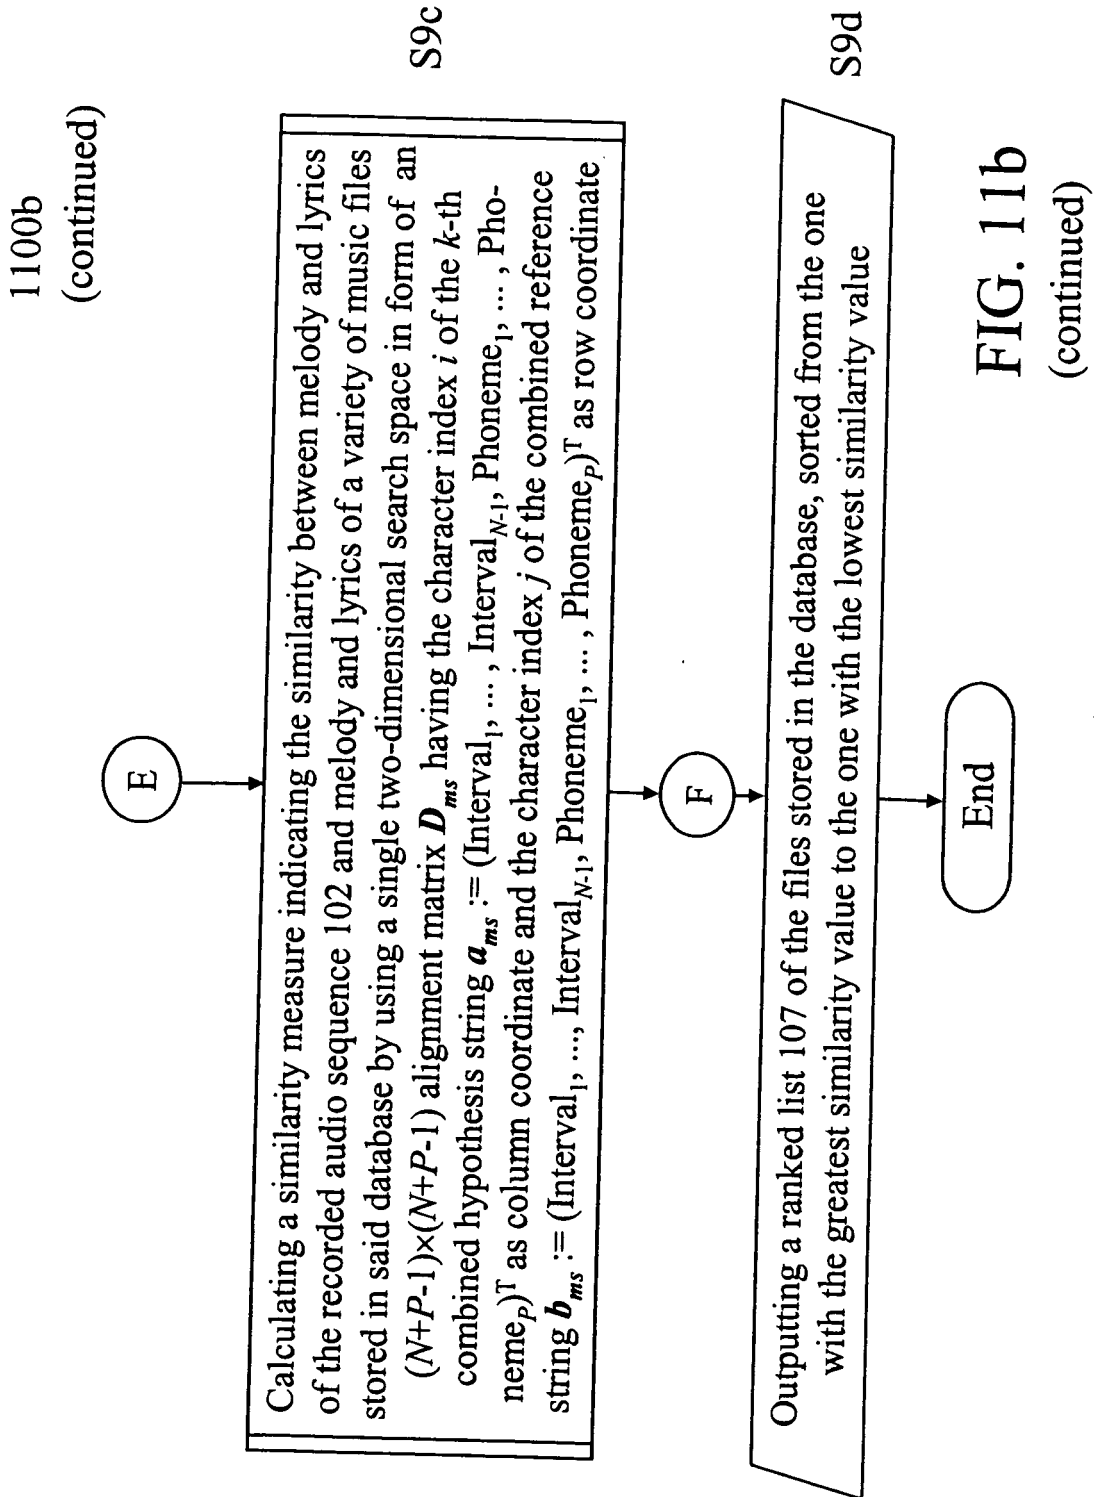 1100b
(continued)
E
Calculating a similarity measure indicating the similarity between melody and lyrics
of the recorded audio sequence 102 and melody and lyrics of a variety of music files
stored in said database by using a single two-dimensional search space in form of an
(N+P-1)×(N+P-1) alignment matrix D_ms having the character index i of the k-th
combined hypothesis string a_ms := (Interval_1, ... , Interval_N-1, Phoneme_1, ... , Pho-
neme_P)^T as column coordinate and the character index j of the combined reference
string b_ms := (Interval_1, ..., Interval_N-1, Phoneme_1, ... , Phoneme_P)^T as row coordinate
S9c
F
Outputting a ranked list 107 of the files stored in the database, sorted from the one
with the greatest similarity value to the one with the lowest similarity value
S9d
End
FIG. 11b
(continued)